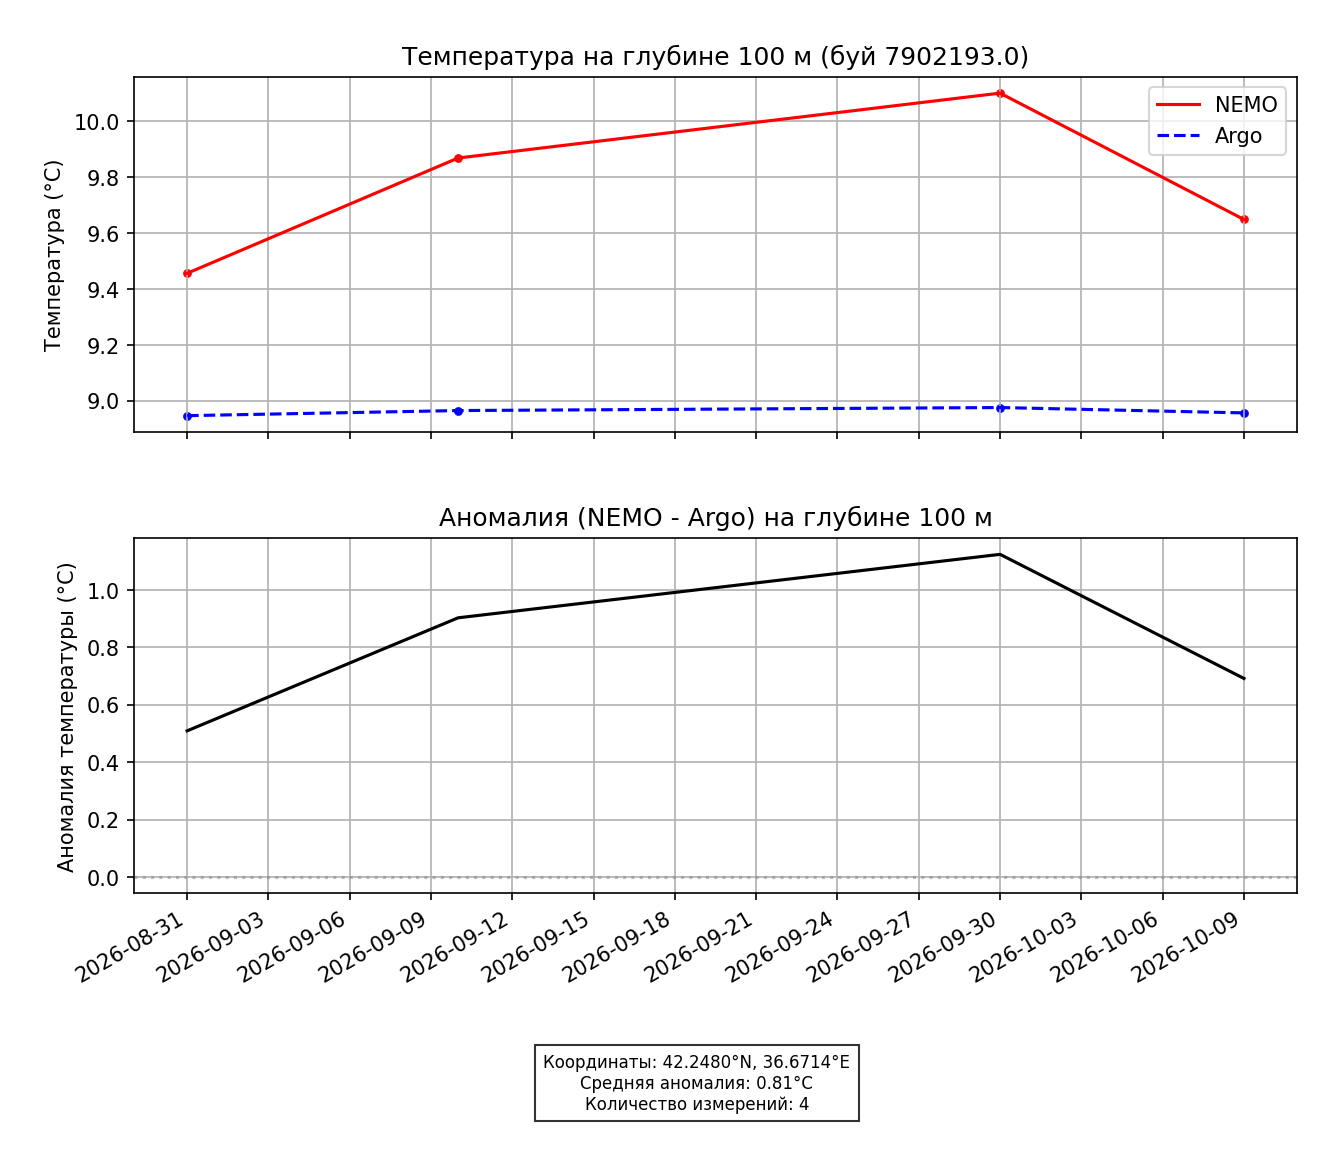 Температура на глубине 100 м (буй 7902193.0)
Температура (°C)
10.0
9.8
9.6
9.4
9.2
9.0
NEMO
Argo
Аномалия (NEMO - Argo) на глубине 100 м
Аномалия температуры (°C)
1.0
0.8
0.6
0.4
0.2
0.0
2026-08-31
2026-09-03
2026-09-06
2026-09-09
2026-09-12
2026-09-15
2026-09-18
2026-09-21
2026-09-24
2026-09-27
2026-09-30
2026-10-03
2026-10-06
2026-10-09
Координаты: 42.2480°N, 36.6714°E
Средняя аномалия: 0.81°C
Количество измерений: 4